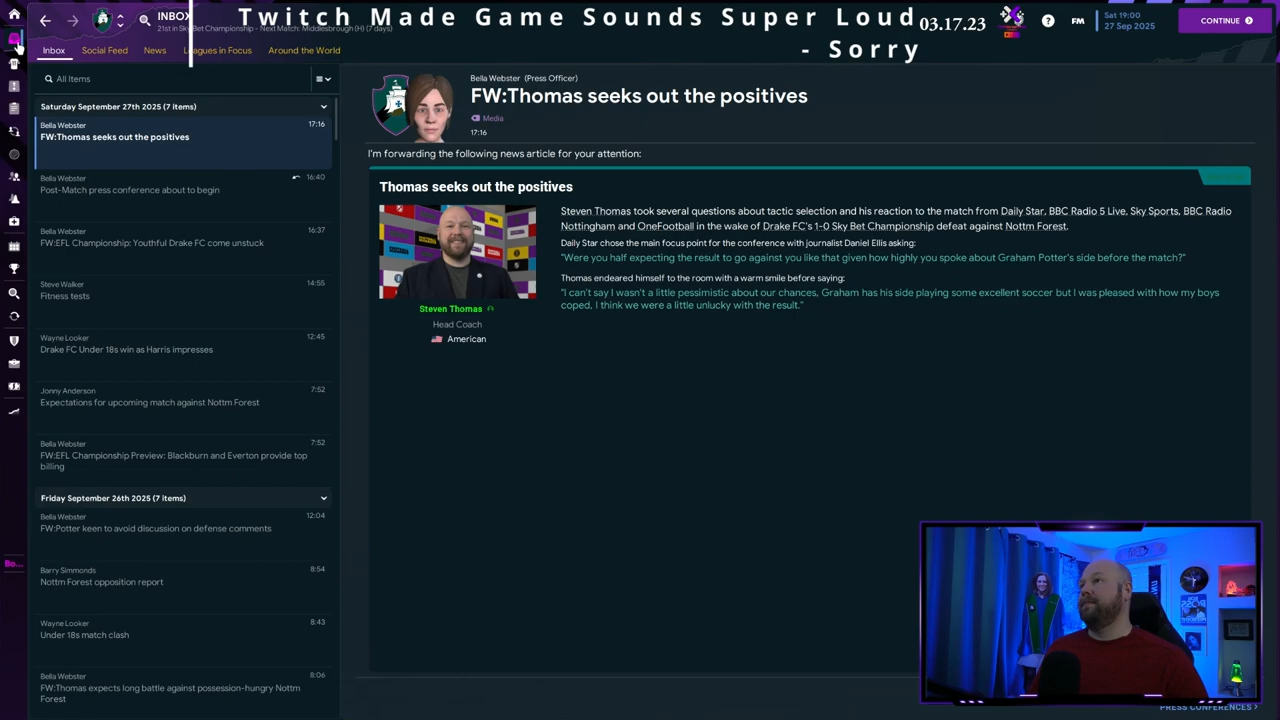 Twitch Made Game Sounds Super Loud
- Sorry
03.17.23
INBOX
21st in Sky Bet Championship - Next Match: Middlesbrough (H) (7 days)
FM
Sat 19:00
27 Sep 2025
CONTINUE
Inbox
Social Feed
News
Leagues in Focus
Around the World
All Items
Saturday September 27th 2025 (7 items)
Bella Webster
17:16
FW:Thomas seeks out the positives
Bella Webster
16:40
Post-Match press conference about to begin
Bella Webster
16:37
FW:EFL Championship: Youthful Drake FC come unstuck
Steve Walker
14:55
Fitness tests
Wayne Looker
12:45
Drake FC Under 18s win as Harris impresses
Jonny Anderson
7:52
Expectations for upcoming match against Nottm Forest
Bella Webster
7:52
FW:EFL Championship Preview: Blackburn and Everton provide top
billing
Friday September 26th 2025 (7 items)
Bella Webster
12:04
FW:Potter keen to avoid discussion on defense comments
Barry Simmonds
8:54
Nottm Forest opposition report
Wayne Looker
8:43
Under 18s match clash
Bella Webster
8:06
FW:Thomas expects long battle against possession-hungry Nottm
Forest
Bo...
Bella Webster (Press Officer)
FW:Thomas seeks out the positives
Media
17:16
I'm forwarding the following news article for your attention:
Thomas seeks out the positives
Steven Thomas took several questions about tactic selection and his reaction to the match from Daily Star, BBC Radio 5 Live, Sky Sports, BBC Radio
Nottingham and OneFootball in the wake of Drake FC's 1-0 Sky Bet Championship defeat against Nottm Forest.
Daily Star chose the main focus point for the conference with journalist Daniel Ellis asking:
"Were you half expecting the result to go against you like that given how highly you spoke about Graham Potter's side before the match?"
Thomas endeared himself to the room with a warm smile before saying:
"I can't say I wasn't a little pessimistic about our chances, Graham has his side playing some excellent soccer but I was pleased with how my boys
coped, I think we were a little unlucky with the result."
Steven Thomas
Head Coach
American
PRESS CONFERENCES